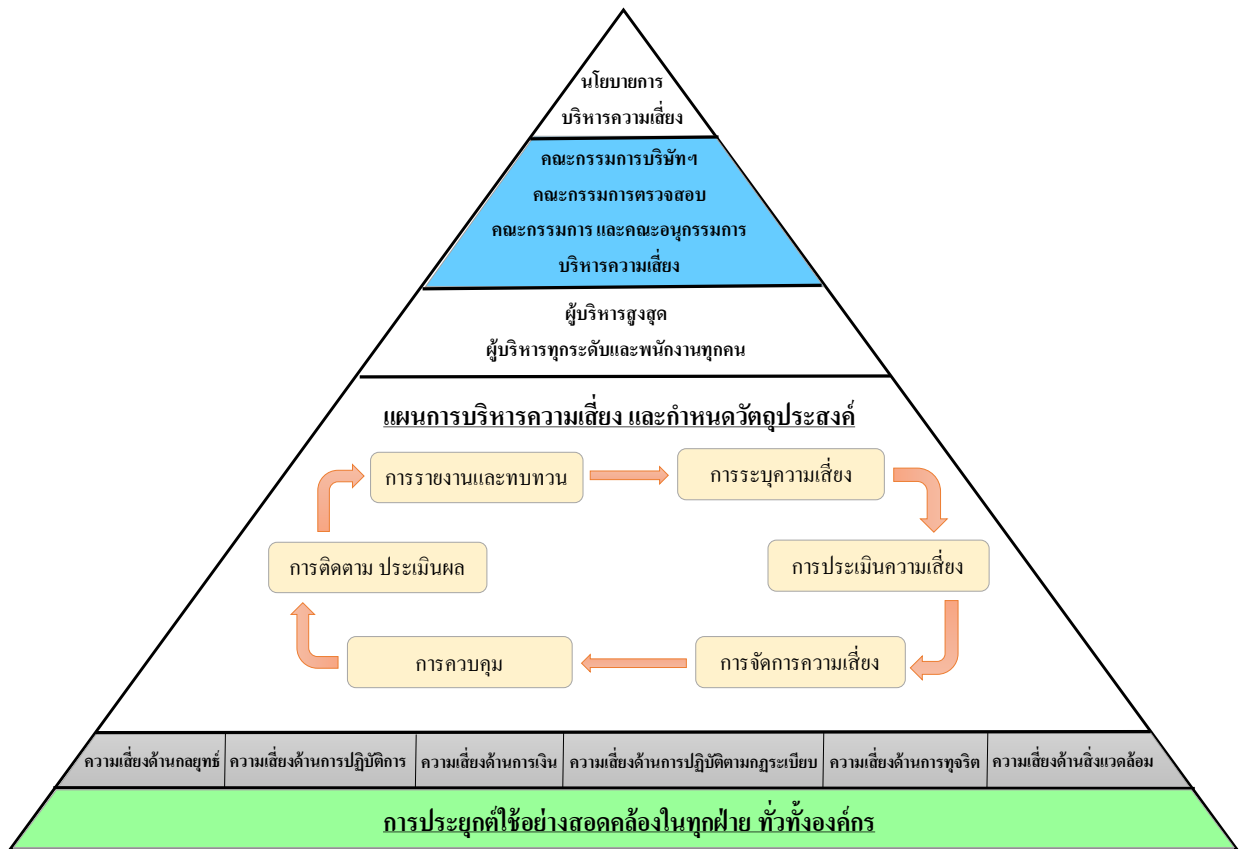 นโยบายการ
บริหารความเสี่ยง
คณะกรรมการบริษัทฯ
คณะกรรมการตรวจสอบ
คณะกรรมการ และคณะอนุกรรมการ
บริหารความเสี่ยง
ผู้บริหารสูงสุด
ผู้บริหารทุกระดับและพนักงานทุกคน
แผนการบริหารความเสี่ยง และกำหนดวัตถุประสงค์
การรายงานและทบทวน
การระบุความเสี่ยง
การติดตาม ประเมินผล
การประเมินความเสี่ยง
การควบคุม
การจัดการความเสี่ยง
ความเสี่ยงด้านกลยุทธ์
ความเสี่ยงด้านการปฏิบัติการ
ความเสี่ยงด้านการเงิน
ความเสี่ยงด้านการปฏิบัติตามกฎระเบียบ
ความเสี่ยงด้านการทุจริต
ความเสี่ยงด้านสิ่งแวดล้อม
การประยุกต์ใช้อย่างสอดคล้องในทุกฝ่าย ทั่วทั้งองค์กร